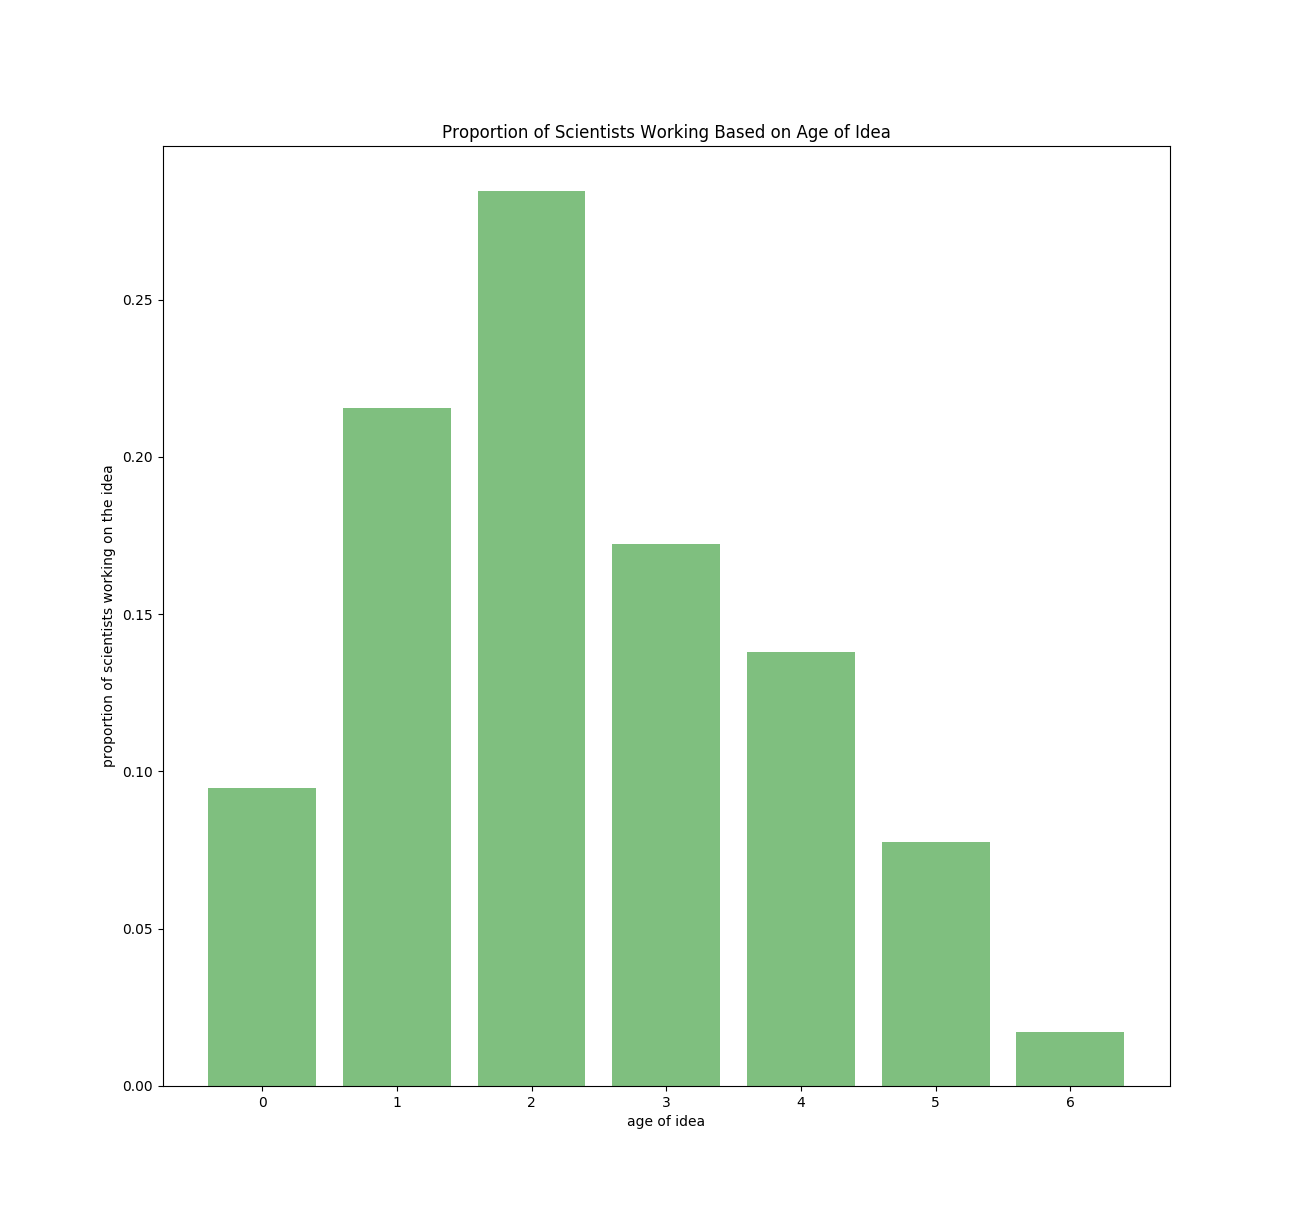 Proportion of Scientists Working Based on Age of Idea
proportion of scientists working on the idea
0.25
0.20
0.15
0.10
0.05
0.00
0 1 2 3 4 5 6
age of idea